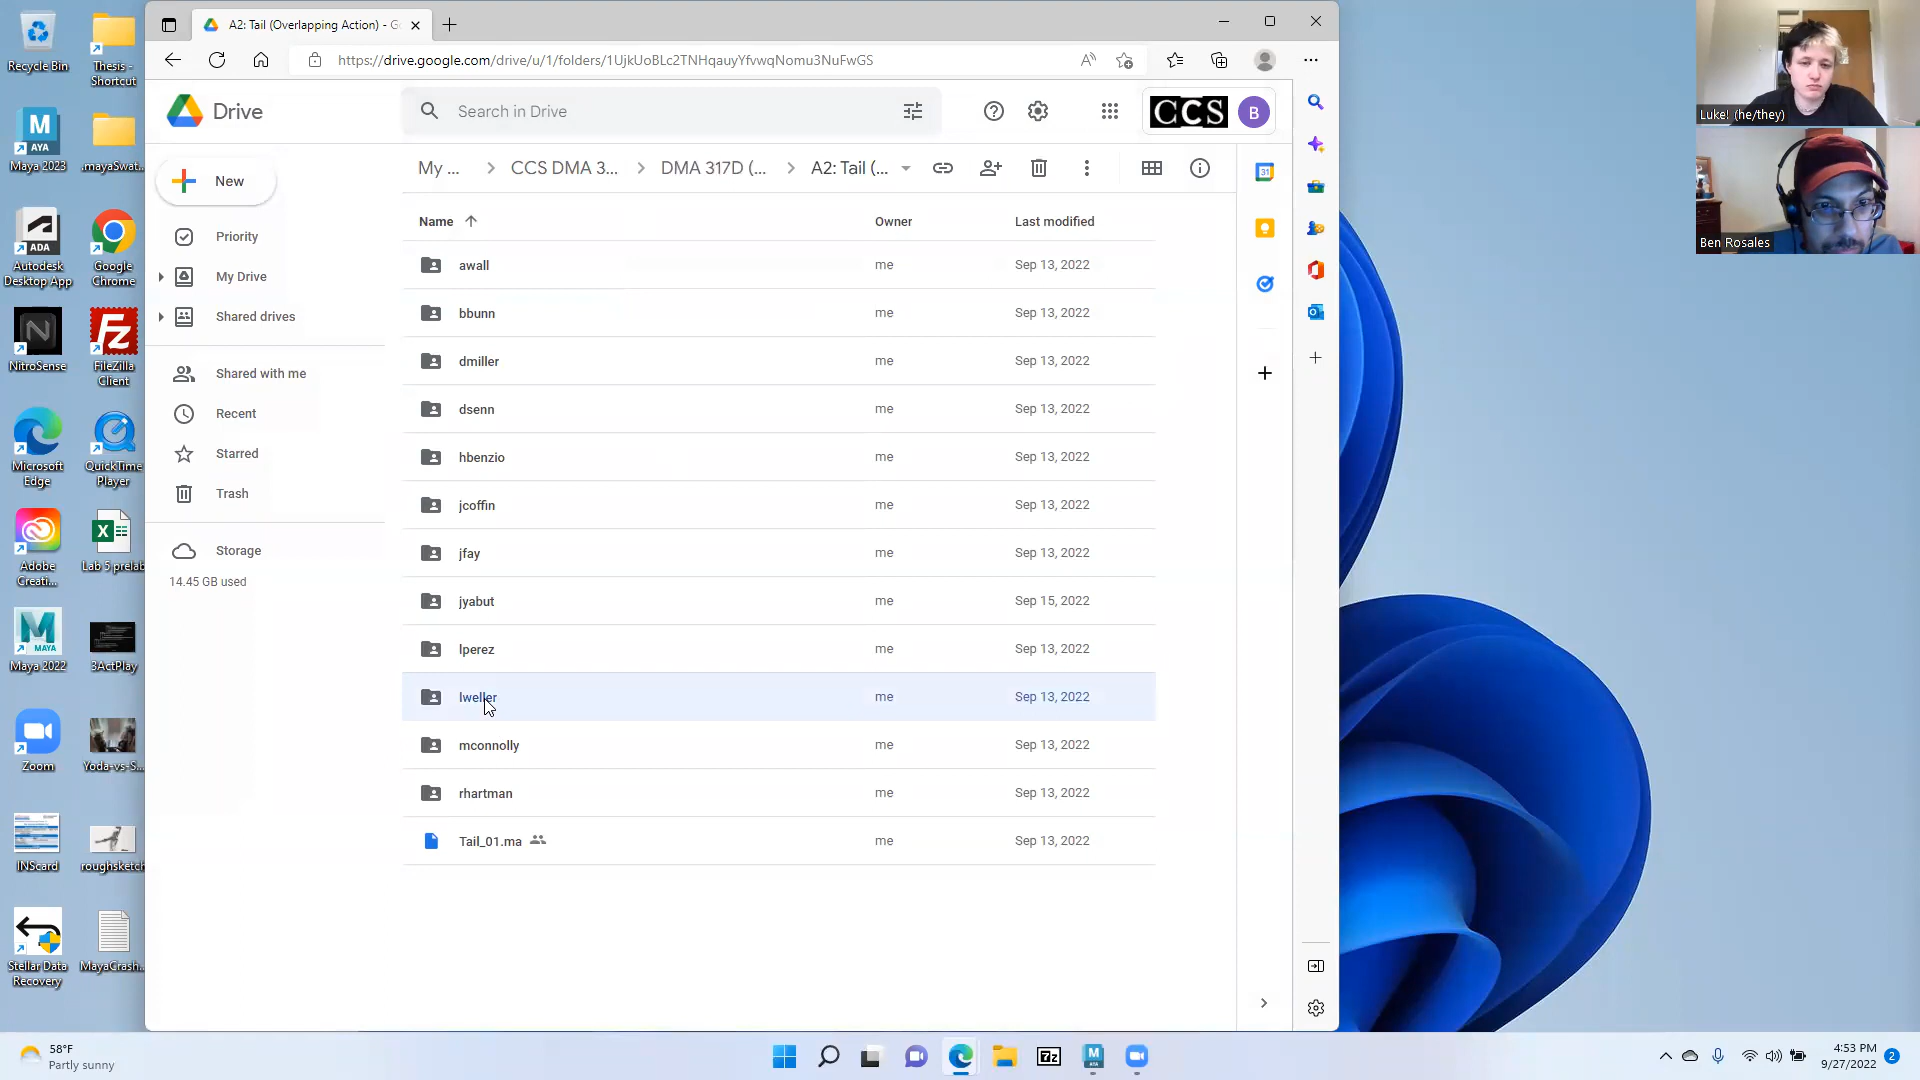 Recycle Bin
Thesis -
Shortcut
Maya 2023
.mayaSwat...
Autodesk
Desktop App
Google
Chrome
NitroSense
FileZilla
Client
Microsoft
Edge
QuickTime
Player
Adobe
Creati...
Lab 5 prelab
Maya 2022
3ActPlay
Zoom
Yoda-vs-S...
INScard
roughsketch
Stellar Data
Recovery
MayaCrash...
A2: Tail (Overlapping Action) - Go
https://drive.google.com/drive/u/1/folders/1UjkUoBLc2TNHqauyYfvwqNomu3NuFwGS
Drive
Search in Drive
CCS
B
New
Priority
My Drive
Shared drives
Shared with me
Recent
Starred
Trash
Storage
14.45 GB used
My ... > CCS DMA 3... > DMA 317D (... > A2: Tail (...
Name Owner Last modified
awall me Sep 13, 2022
bbunn me Sep 13, 2022
dmiller me Sep 13, 2022
dsenn me Sep 13, 2022
hbenzio me Sep 13, 2022
jcoffin me Sep 13, 2022
jfay me Sep 13, 2022
jyabut me Sep 15, 2022
lperez me Sep 13, 2022
lweller me Sep 13, 2022
mconnolly me Sep 13, 2022
rhartman me Sep 13, 2022
Tail_01.ma me Sep 13, 2022
31
Luke! (he/they)
Ben Rosales
58°F
Partly sunny
7z
4:53 PM
9/27/2022
2